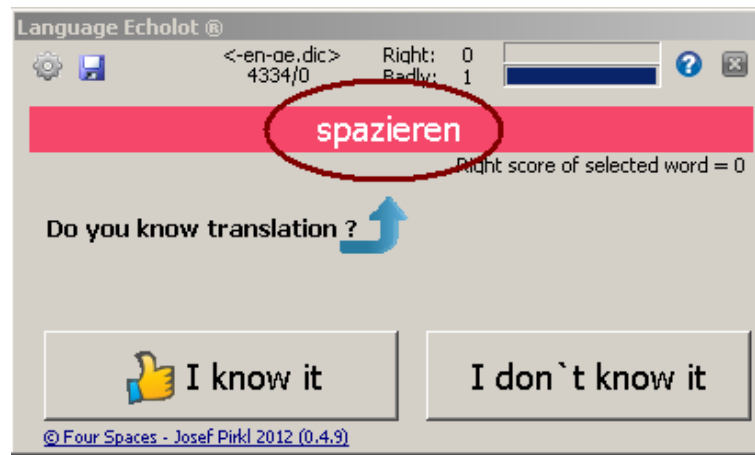 Language Echolot ®
<-en-ge.dic> Right: 0
4334/0 Badly: 1
spazieren
Right score of selected word = 0
Do you know translation ?
I know it
I don`t know it
© Four Spaces - Josef Pirkl 2012 (0.4.9)